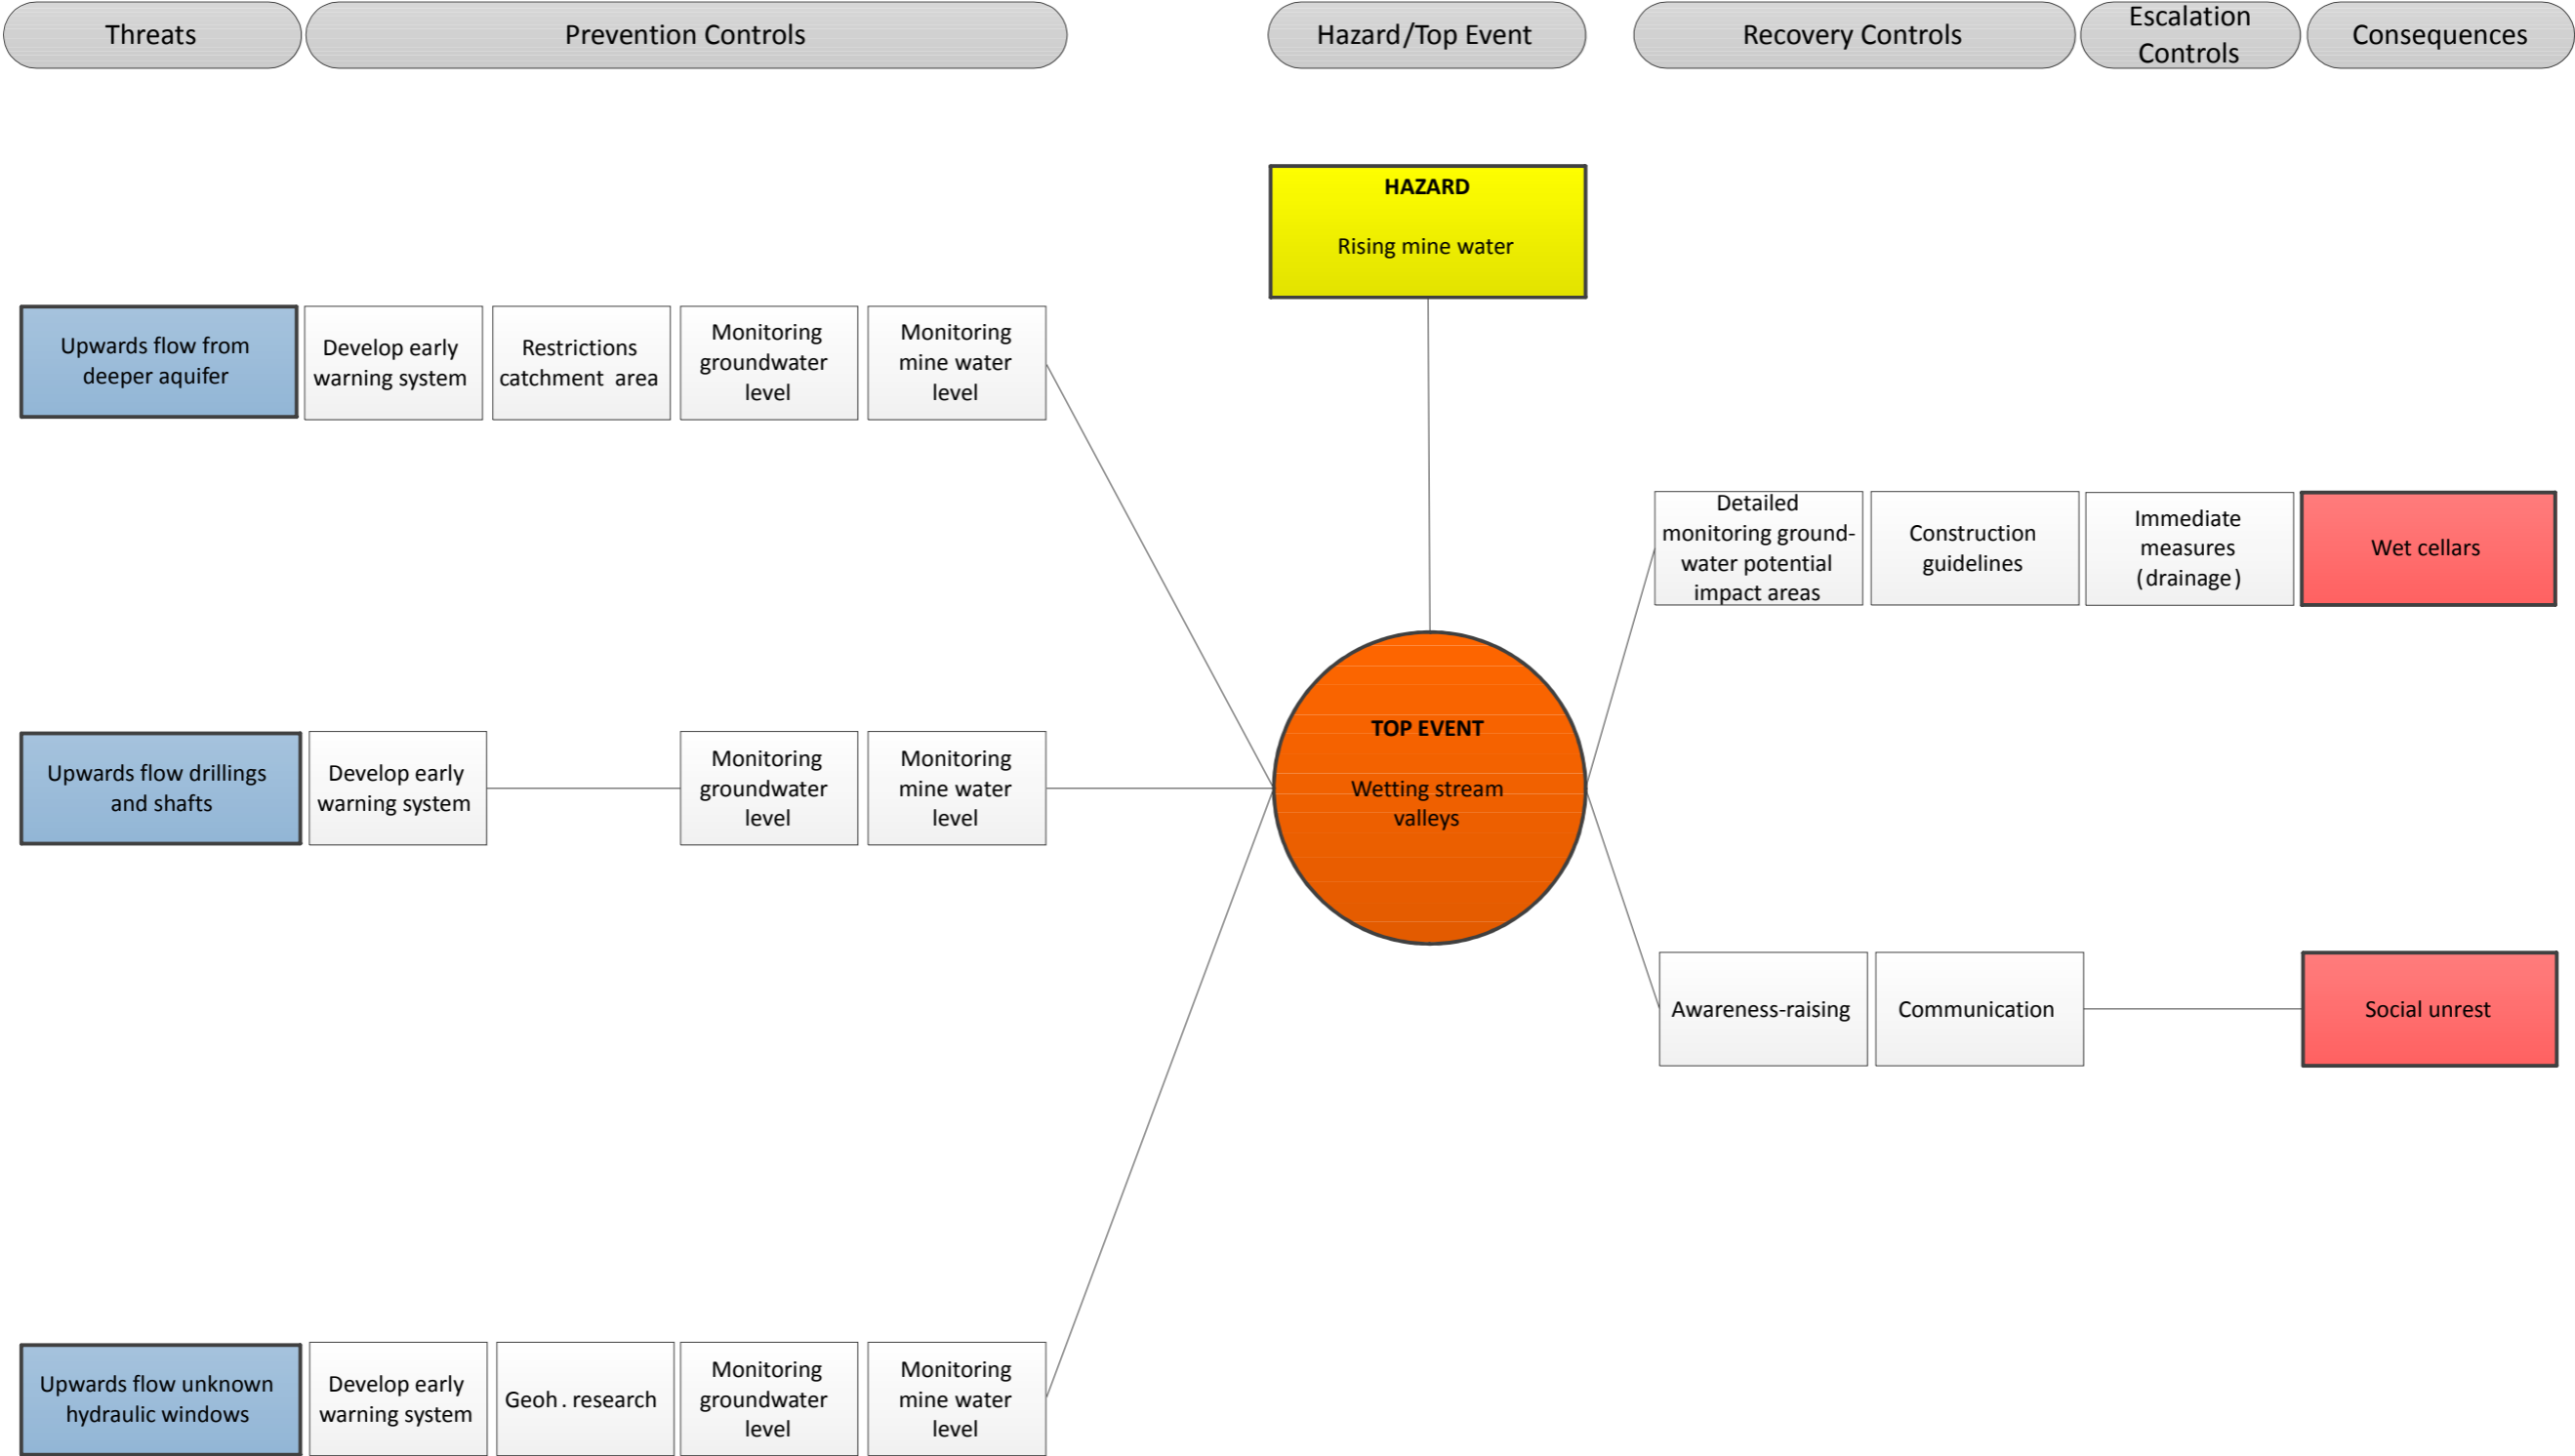 Threats
Prevention Controls
Hazard/Top Event
Recovery Controls
Escalation
Controls
Consequences
HAZARD
Rising mine water
Upwards flow from
deeper aquifer
Develop early
warning system
Restrictions
catchment area
Monitoring
groundwater
level
Monitoring
mine water
level
Detailed
monitoring ground-
water potential
impact areas
Construction
guidelines
Immediate
measures
(drainage)
Wet cellars
Upwards flow drillings
and shafts
Develop early
warning system
Monitoring
groundwater
level
Monitoring
mine water
level
TOP EVENT
Wetting stream
valleys
Awareness-raising
Communication
Social unrest
Upwards flow unknown
hydraulic windows
Develop early
warning system
Geoh. research
Monitoring
groundwater
level
Monitoring
mine water
level